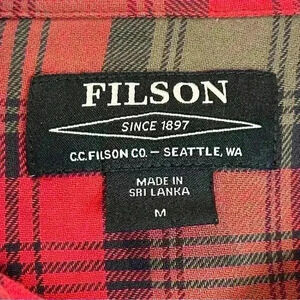 FILSON
SINCE 1897
C.C. FILSON CO. — SEATTLE, WA
MADE IN
SRI LANKA
M